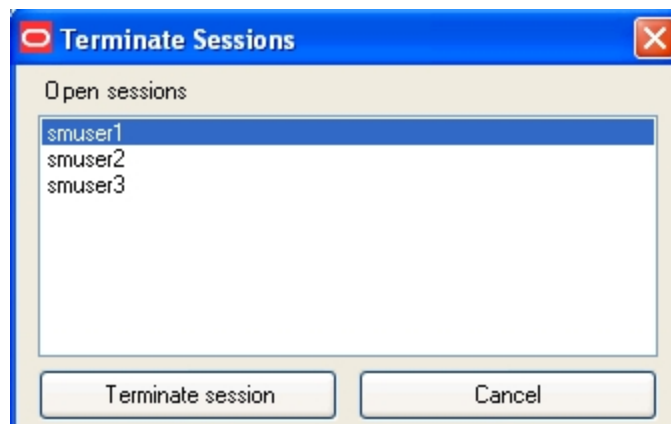 Terminate Sessions
Open sessions
smuser1
smuser2
smuser3
Terminate session
Cancel